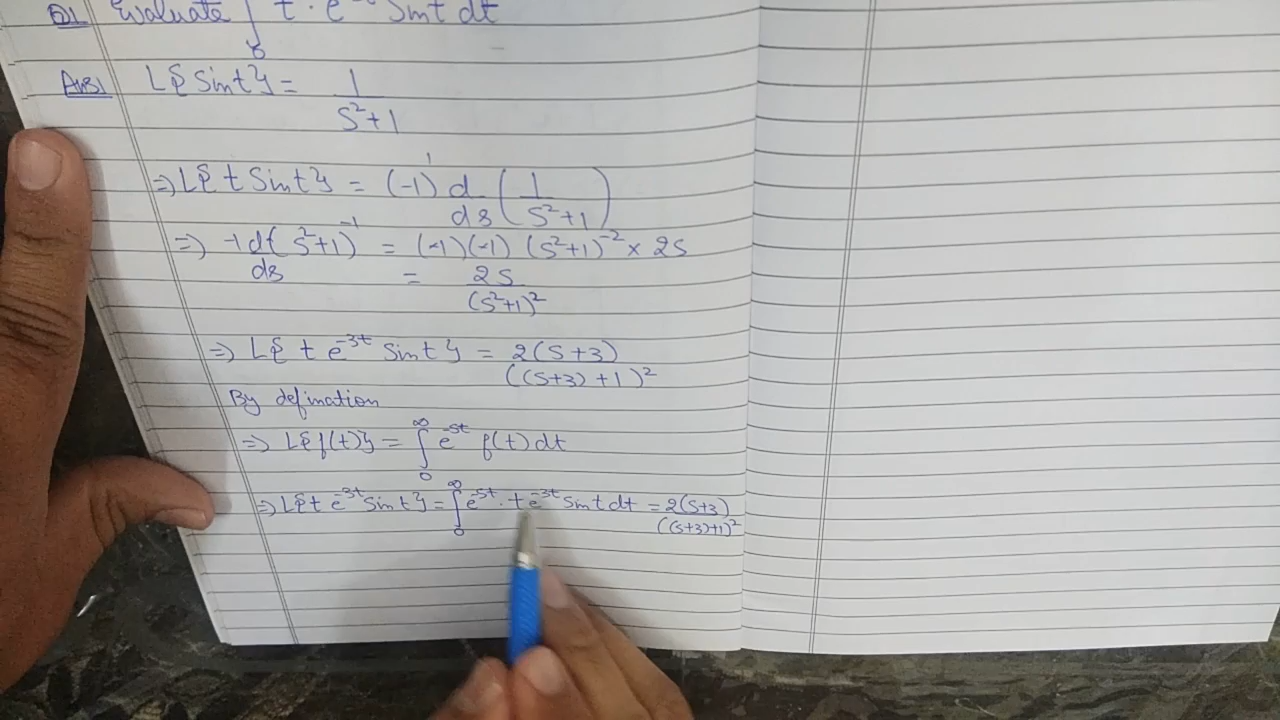 Q1 Evaluate ∫₀ t · e Sint dt
Ans1 L{Sint} = 1/(S²+1)
⇒ L{t Sint} = (-1)¹ d/ds (1/(S²+1))
⇒ -1 d/ds (S²+1)⁻¹ = (-1)(-1) (S²+1)⁻² × 2S
= 2S/(S²+1)²
⇒ L{t e⁻³ᵗ Sint} = 2(S+3)/((S+3)+1)²
By defination
⇒ L{f(t)} = ∫₀^∞ e⁻ˢᵗ f(t) dt
⇒ L{t e⁻³ᵗ Sint} = ∫₀^∞ e⁻ˢᵗ · t e⁻³ᵗ Sint dt = 2(S+3)/((S+3)+1)²